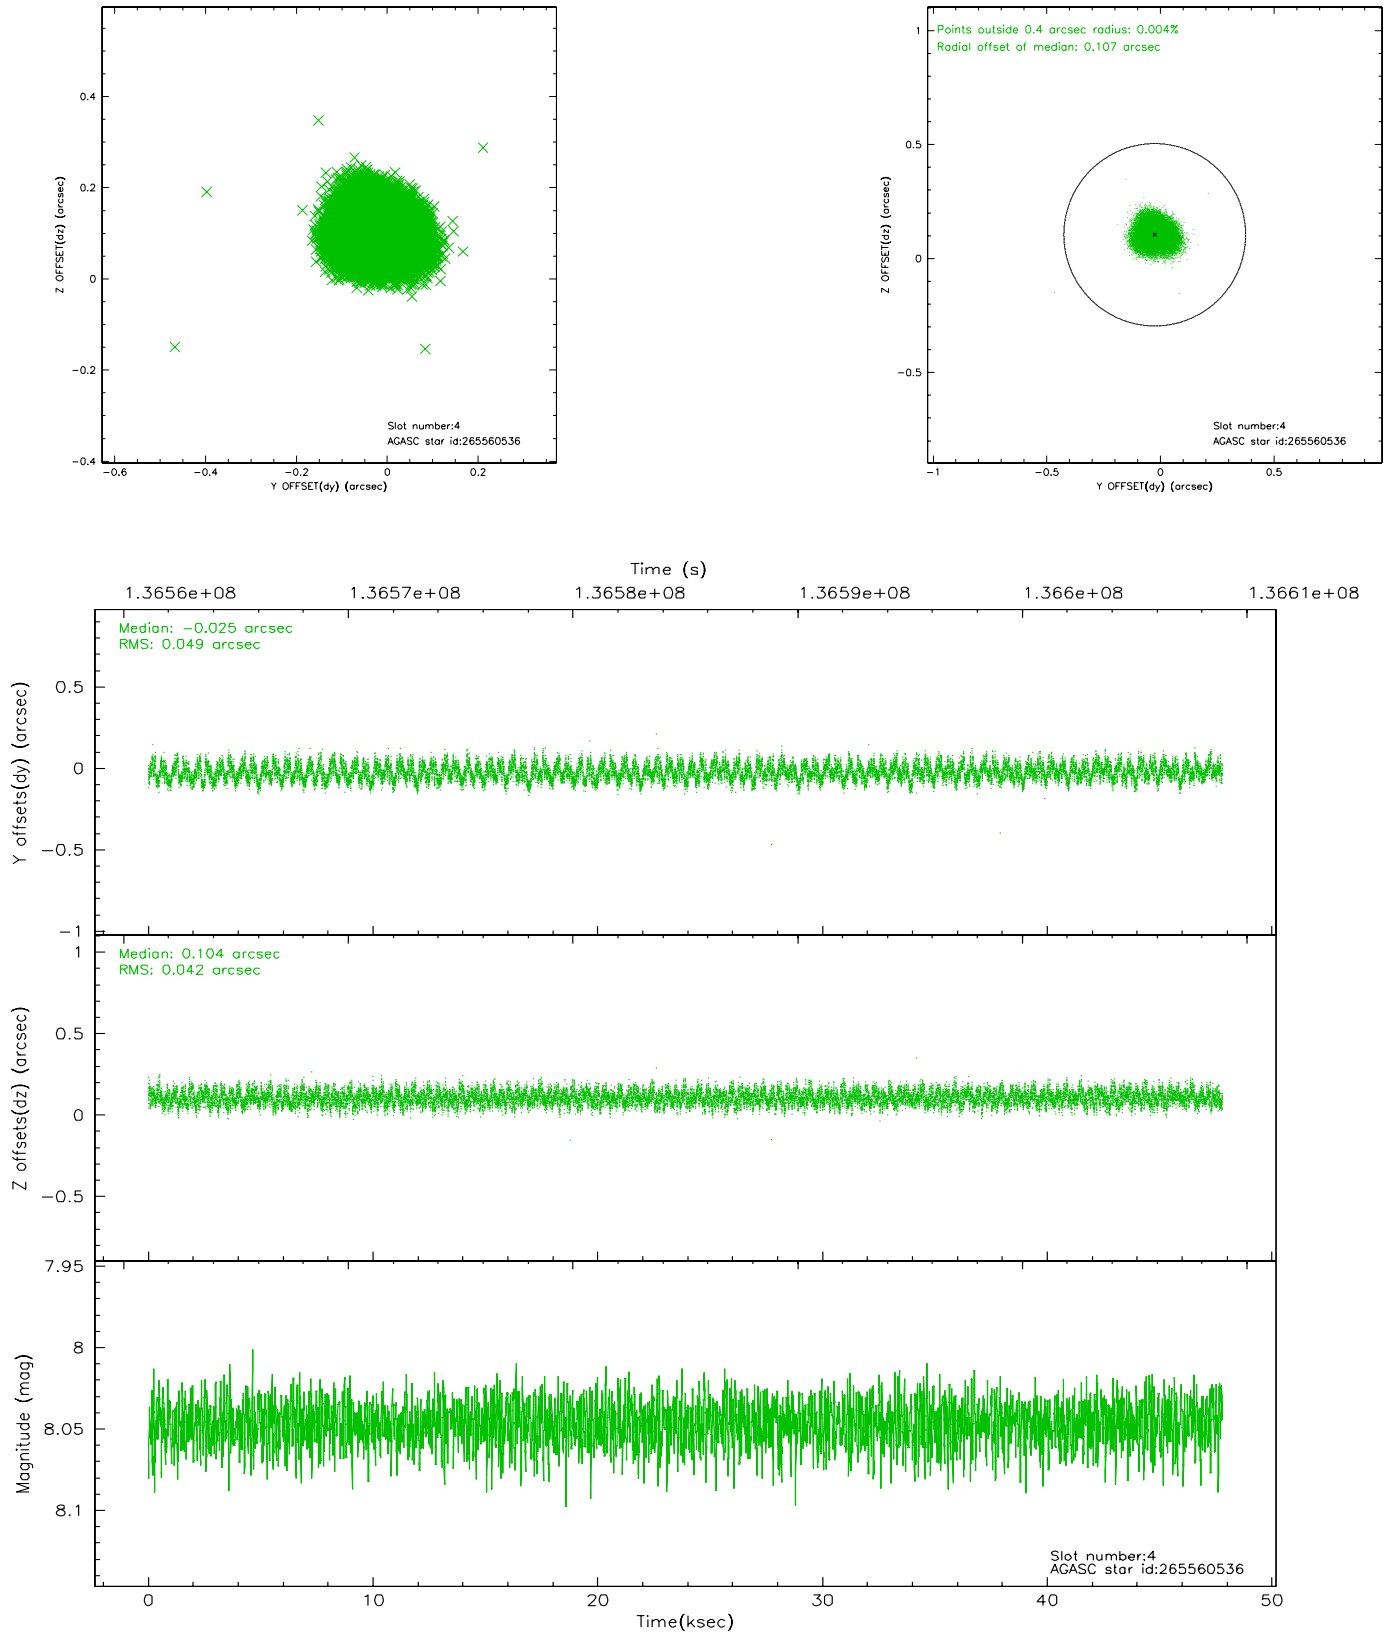 0.4
0.2
0
−0.2
−0.4
Z OFFSET(dz) (arcsec)
Slot number:4
AGASC star id:265560536
−0.6 −0.4 −0.2 0 0.2
Y OFFSET(dy) (arcsec)
Points outside 0.4 arcsec radius: 0.004%
Radial offset of median: 0.107 arcsec
1
0.5
0
−0.5
Z OFFSET(dz) (arcsec)
Slot number:4
AGASC star id:265560536
−1 −0.5 0 0.5
Y OFFSET(dy) (arcsec)
Time (s)
1.3656e+08 1.3657e+08 1.3658e+08 1.3659e+08 1.366e+08 1.3661e+08
Median: −0.025 arcsec
RMS: 0.049 arcsec
0.5
0
−0.5
−1
Y offsets(dy) (arcsec)
Median: 0.104 arcsec
RMS: 0.042 arcsec
1
0.5
0
−0.5
Z offsets(dz) (arcsec)
7.95
8
8.05
8.1
Magnitude (mag)
Slot number:4
AGASC star id:265560536
0 10 20 30 40 50
Time(ksec)